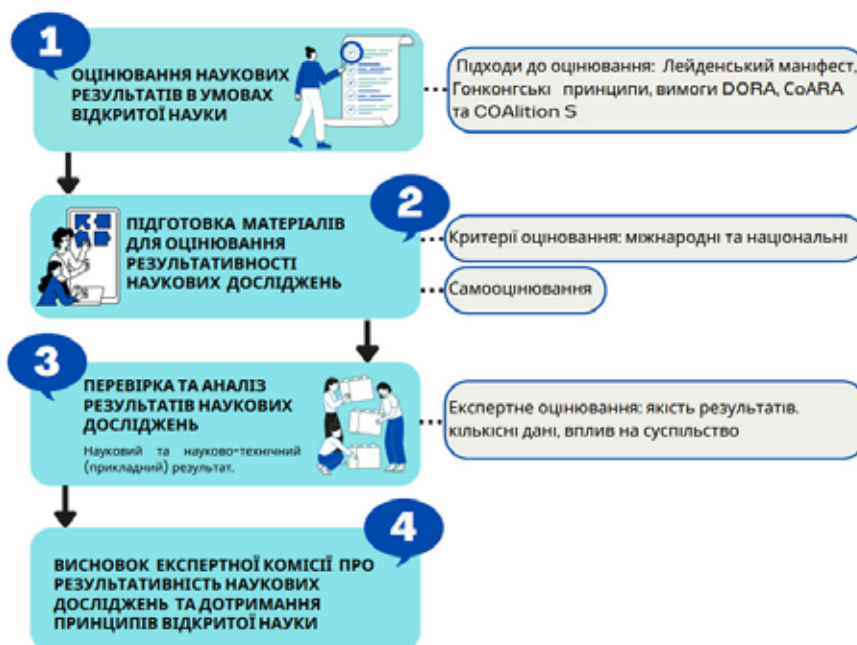 1
ОЦІНЮВАННЯ НАУКОВИХ
РЕЗУЛЬТАТІВ В УМОВАХ
ВІДКРИТОЇ НАУКИ
Підходи до оцінювання: Лейденський маніфест,
Гонконгські принципи, вимоги DORA, CoARA
та COAlition S
2
ПІДГОТОВКА МАТЕРІАЛІВ
ДЛЯ ОЦІНЮВАННЯ
РЕЗУЛЬТАТИВНОСТІ
НАУКОВИХ ДОСЛІДЖЕНЬ
Критерії оціновання: міжнародні та національні
Самооцінювання
3
ПЕРЕВІРКА ТА АНАЛІЗ
РЕЗУЛЬТАТІВ НАУКОВИХ
ДОСЛІДЖЕНЬ
Науковий та науково-технічний
(прикладний) результат.
Експертне оцінювання: якість результатів.
кількісні дані, вплив на суспільство
4
ВИСНОВОК ЕКСПЕРТНОЇ КОМІСІЇ ПРО
РЕЗУЛЬТАТИВНІСТЬ НАУКОВИХ
ДОСЛІДЖЕНЬ ТА ДОТРИМАННЯ
ПРИНЦИПІВ ВІДКРИТОЇ НАУКИ